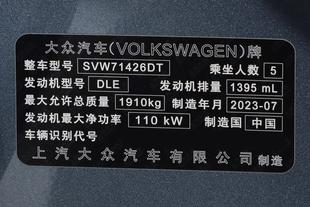 大众汽车(VOLKSWAGEN)牌
整车型号 SVW71426DT 乘坐人数 5
发动机型号 DLE 发动机排量 1395 mL
最大允许总质量 1910kg 制造年月 2023-07
发动机最大净功率 110 kW 制造国 中国
车辆识别代号
上汽大众汽车有限公司 制造